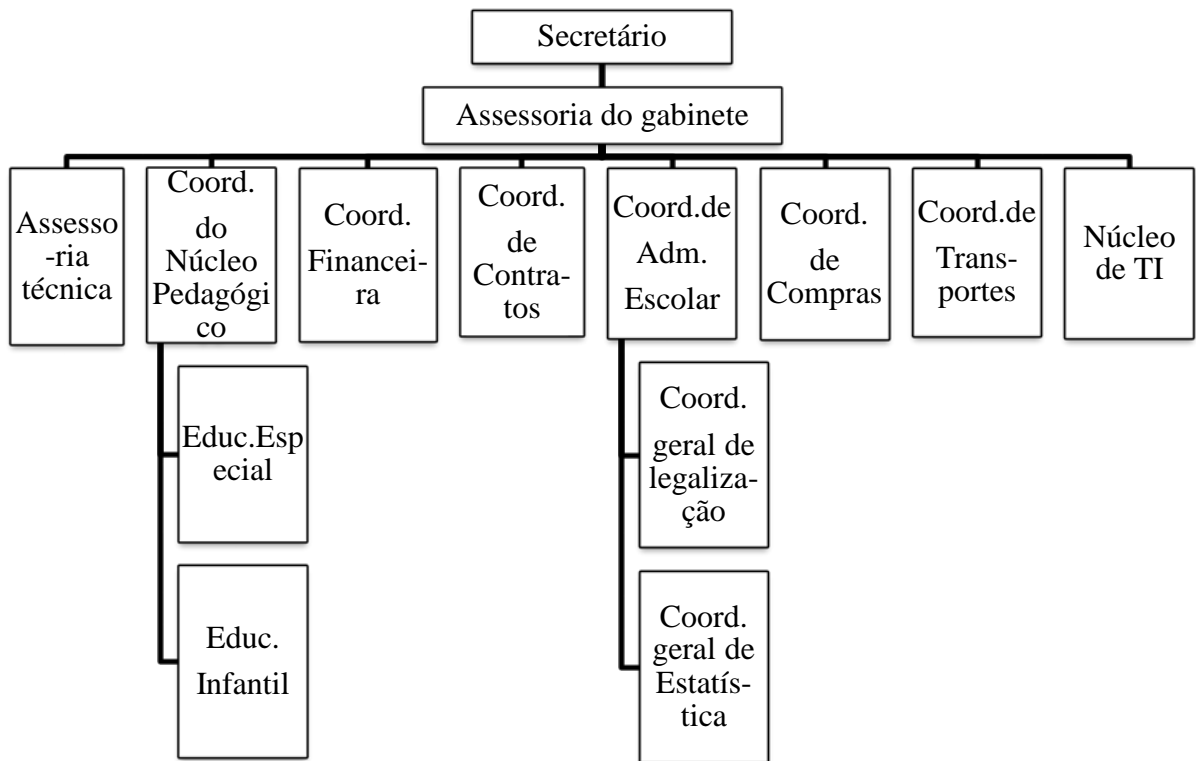 Secretário
Assessoria do gabinete
Assesso
-ria
técnica
Coord.
do
Núcleo
Pedagógi
co
Coord.
Financei-
ra
Coord.
de
Contra-
tos
Coord.de
Adm.
Escolar
Coord.
de
Compras
Coord.de
Trans-
portes
Núcleo
de TI
Educ.Esp
ecial
Educ.
Infantil
Coord.
geral de
legaliza-
ção
Coord.
geral de
Estatís-
tica